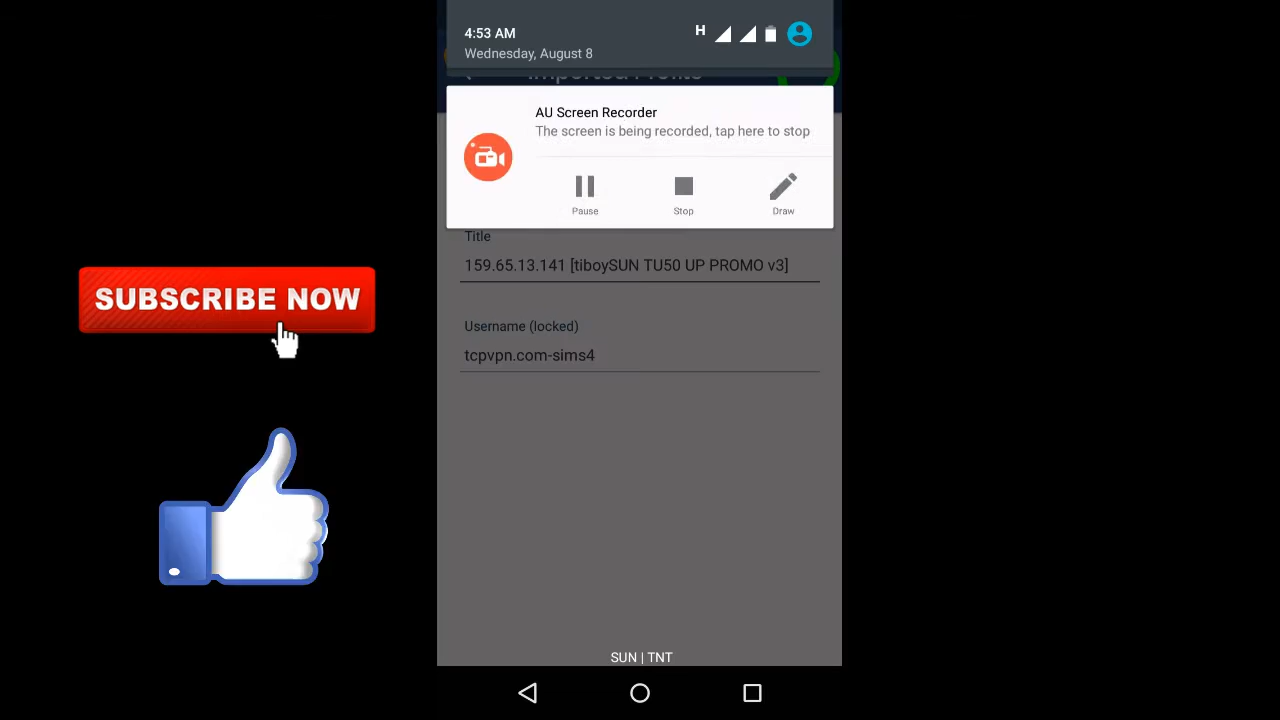 4:53 AM
H
Wednesday, August 8
Imported Profile
AU Screen Recorder
The screen is being recorded, tap here to stop
Pause
Stop
Draw
Title
159.65.13.141 [tiboySUN TU50 UP PROMO v3]
SUBSCRIBE NOW
Username (locked)
tcpvpn.com-sims4
SUN | TNT